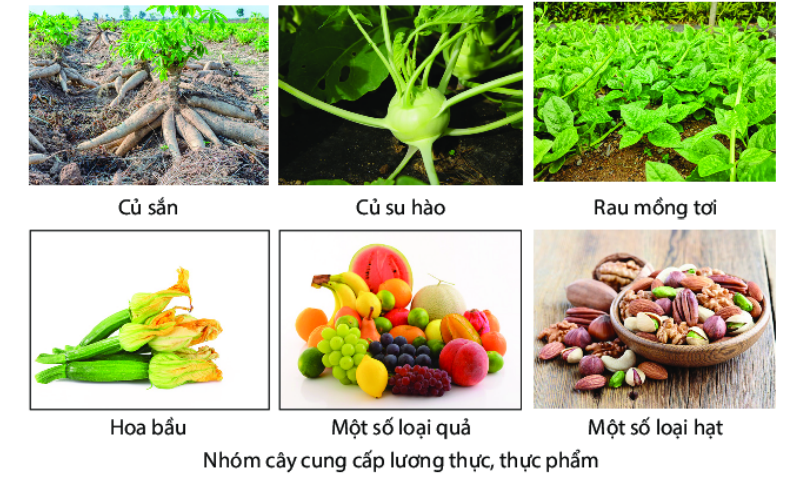 Củ sắn
Củ su hào
Rau mồng tơi
Hoa bầu
Một số loại quả
Một số loại hạt
Nhóm cây cung cấp lương thực, thực phẩm